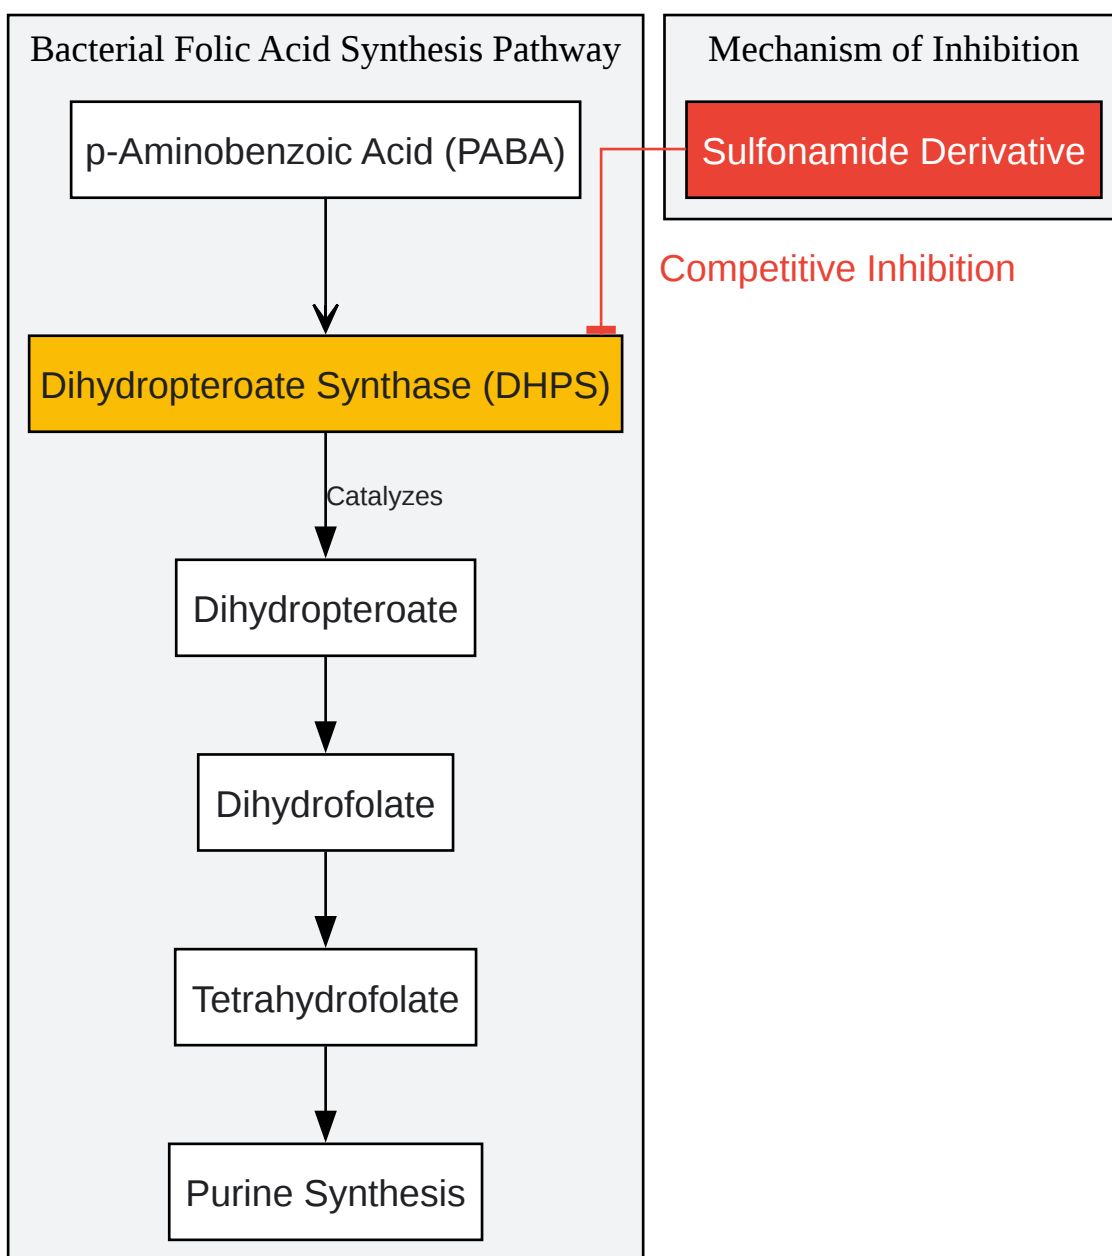 Bacterial Folic Acid Synthesis Pathway
p-Aminobenzoic Acid (PABA)
Dihydropteroate Synthase (DHPS)
Catalyzes
Dihydropteroate
Dihydrofolate
Tetrahydrofolate
Purine Synthesis
Mechanism of Inhibition
Sulfonamide Derivative
Competitive Inhibition